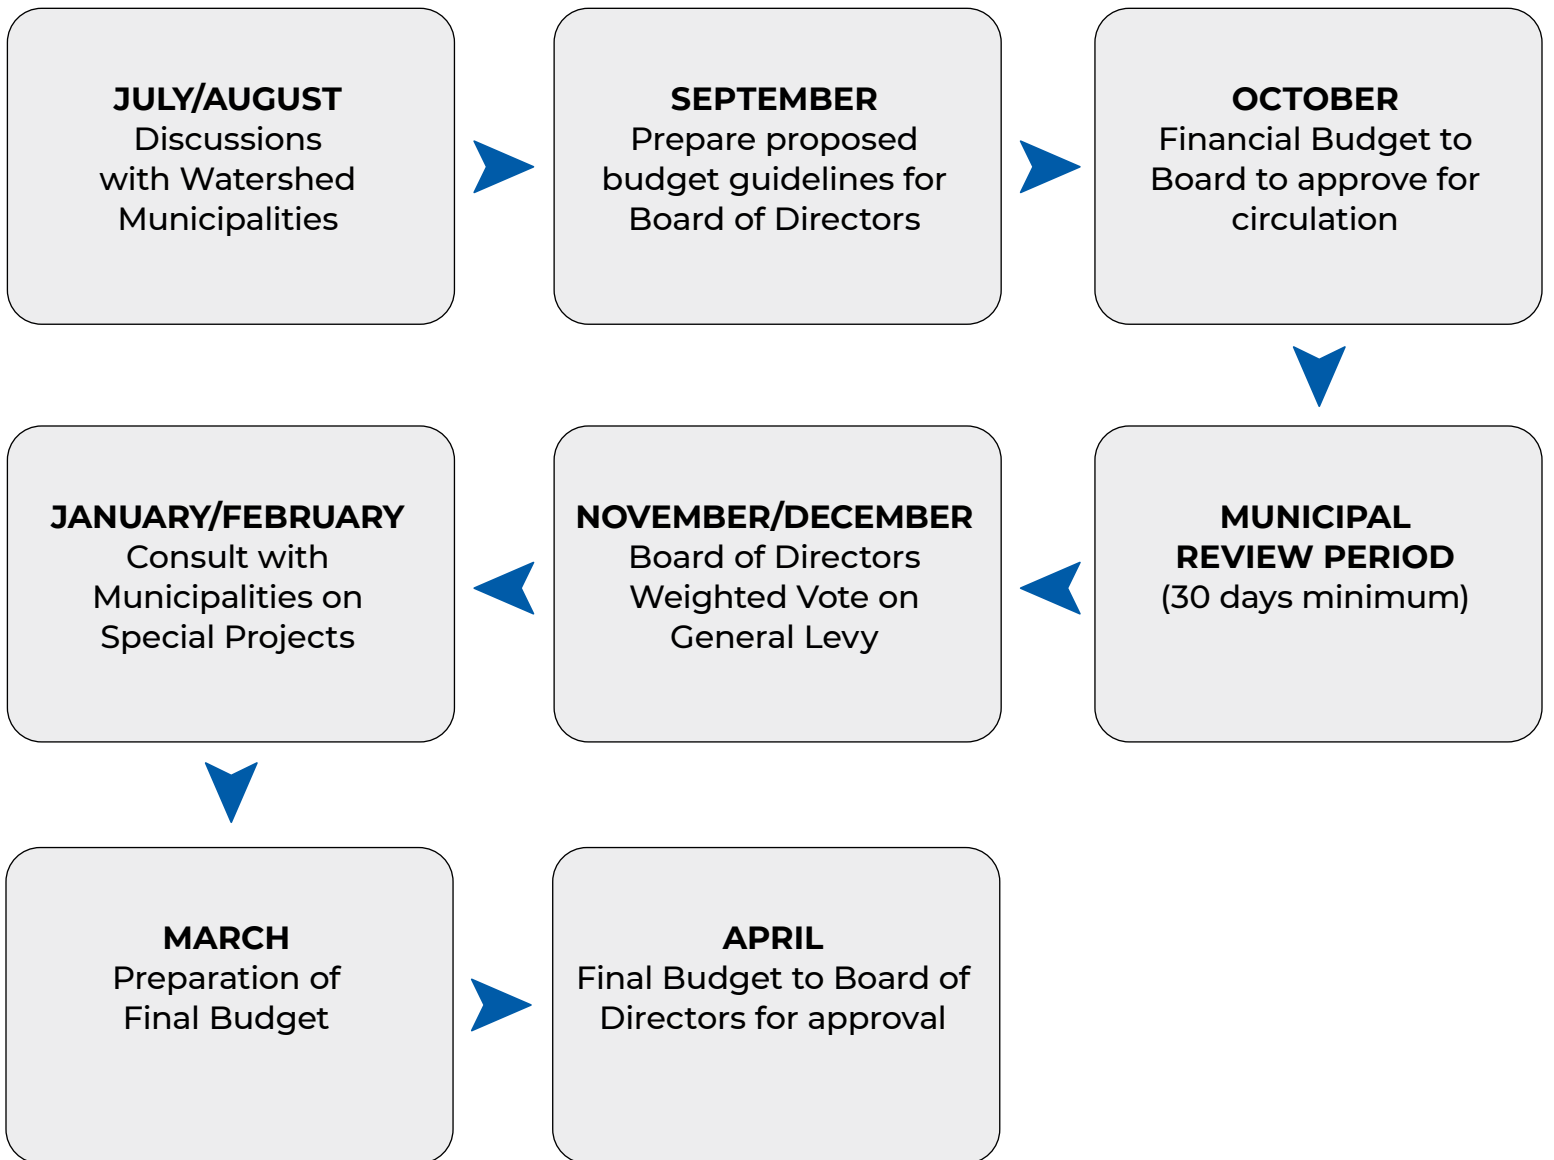 JULY/AUGUST
Discussions
with Watershed
Municipalities
SEPTEMBER
Prepare proposed
budget guidelines for
Board of Directors
OCTOBER
Financial Budget to
Board to approve for
circulation
MUNICIPAL
REVIEW PERIOD
(30 days minimum)
NOVEMBER/DECEMBER
Board of Directors
Weighted Vote on
General Levy
JANUARY/FEBRUARY
Consult with
Municipalities on
Special Projects
MARCH
Preparation of
Final Budget
APRIL
Final Budget to Board of
Directors for approval